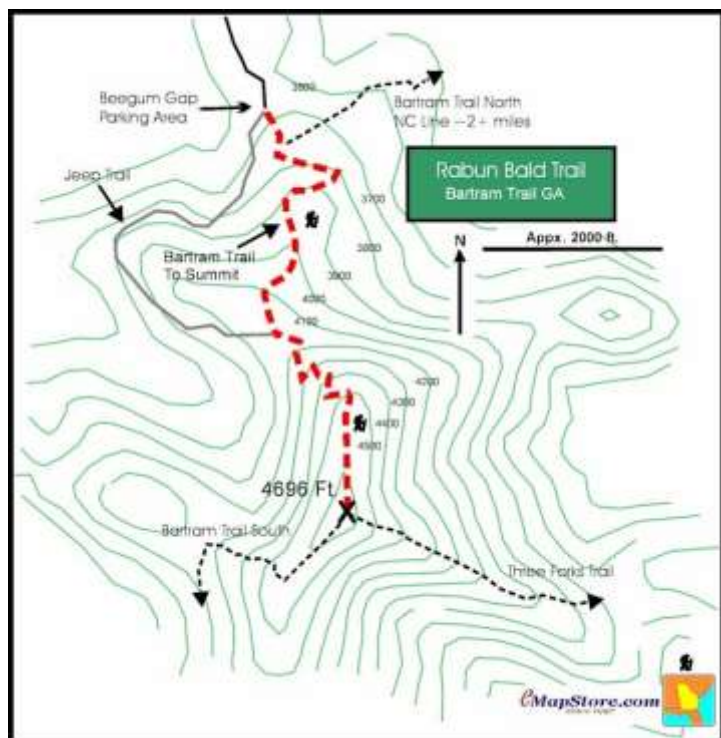 Beegum Gap
Parking Area
3600
Bartram Trail North
NC Line --2+ miles
Rabun Bald Trail
Bartram Trail GA
Jeep Trail
3700
N
Appx. 2000 ft.
Bartram Trail
To Summit
3800
3900
4000
4100
4200
4300
4400
4500
4696 Ft.
X
Bartram Trail South
Three Forks Trail
eMapStore.com